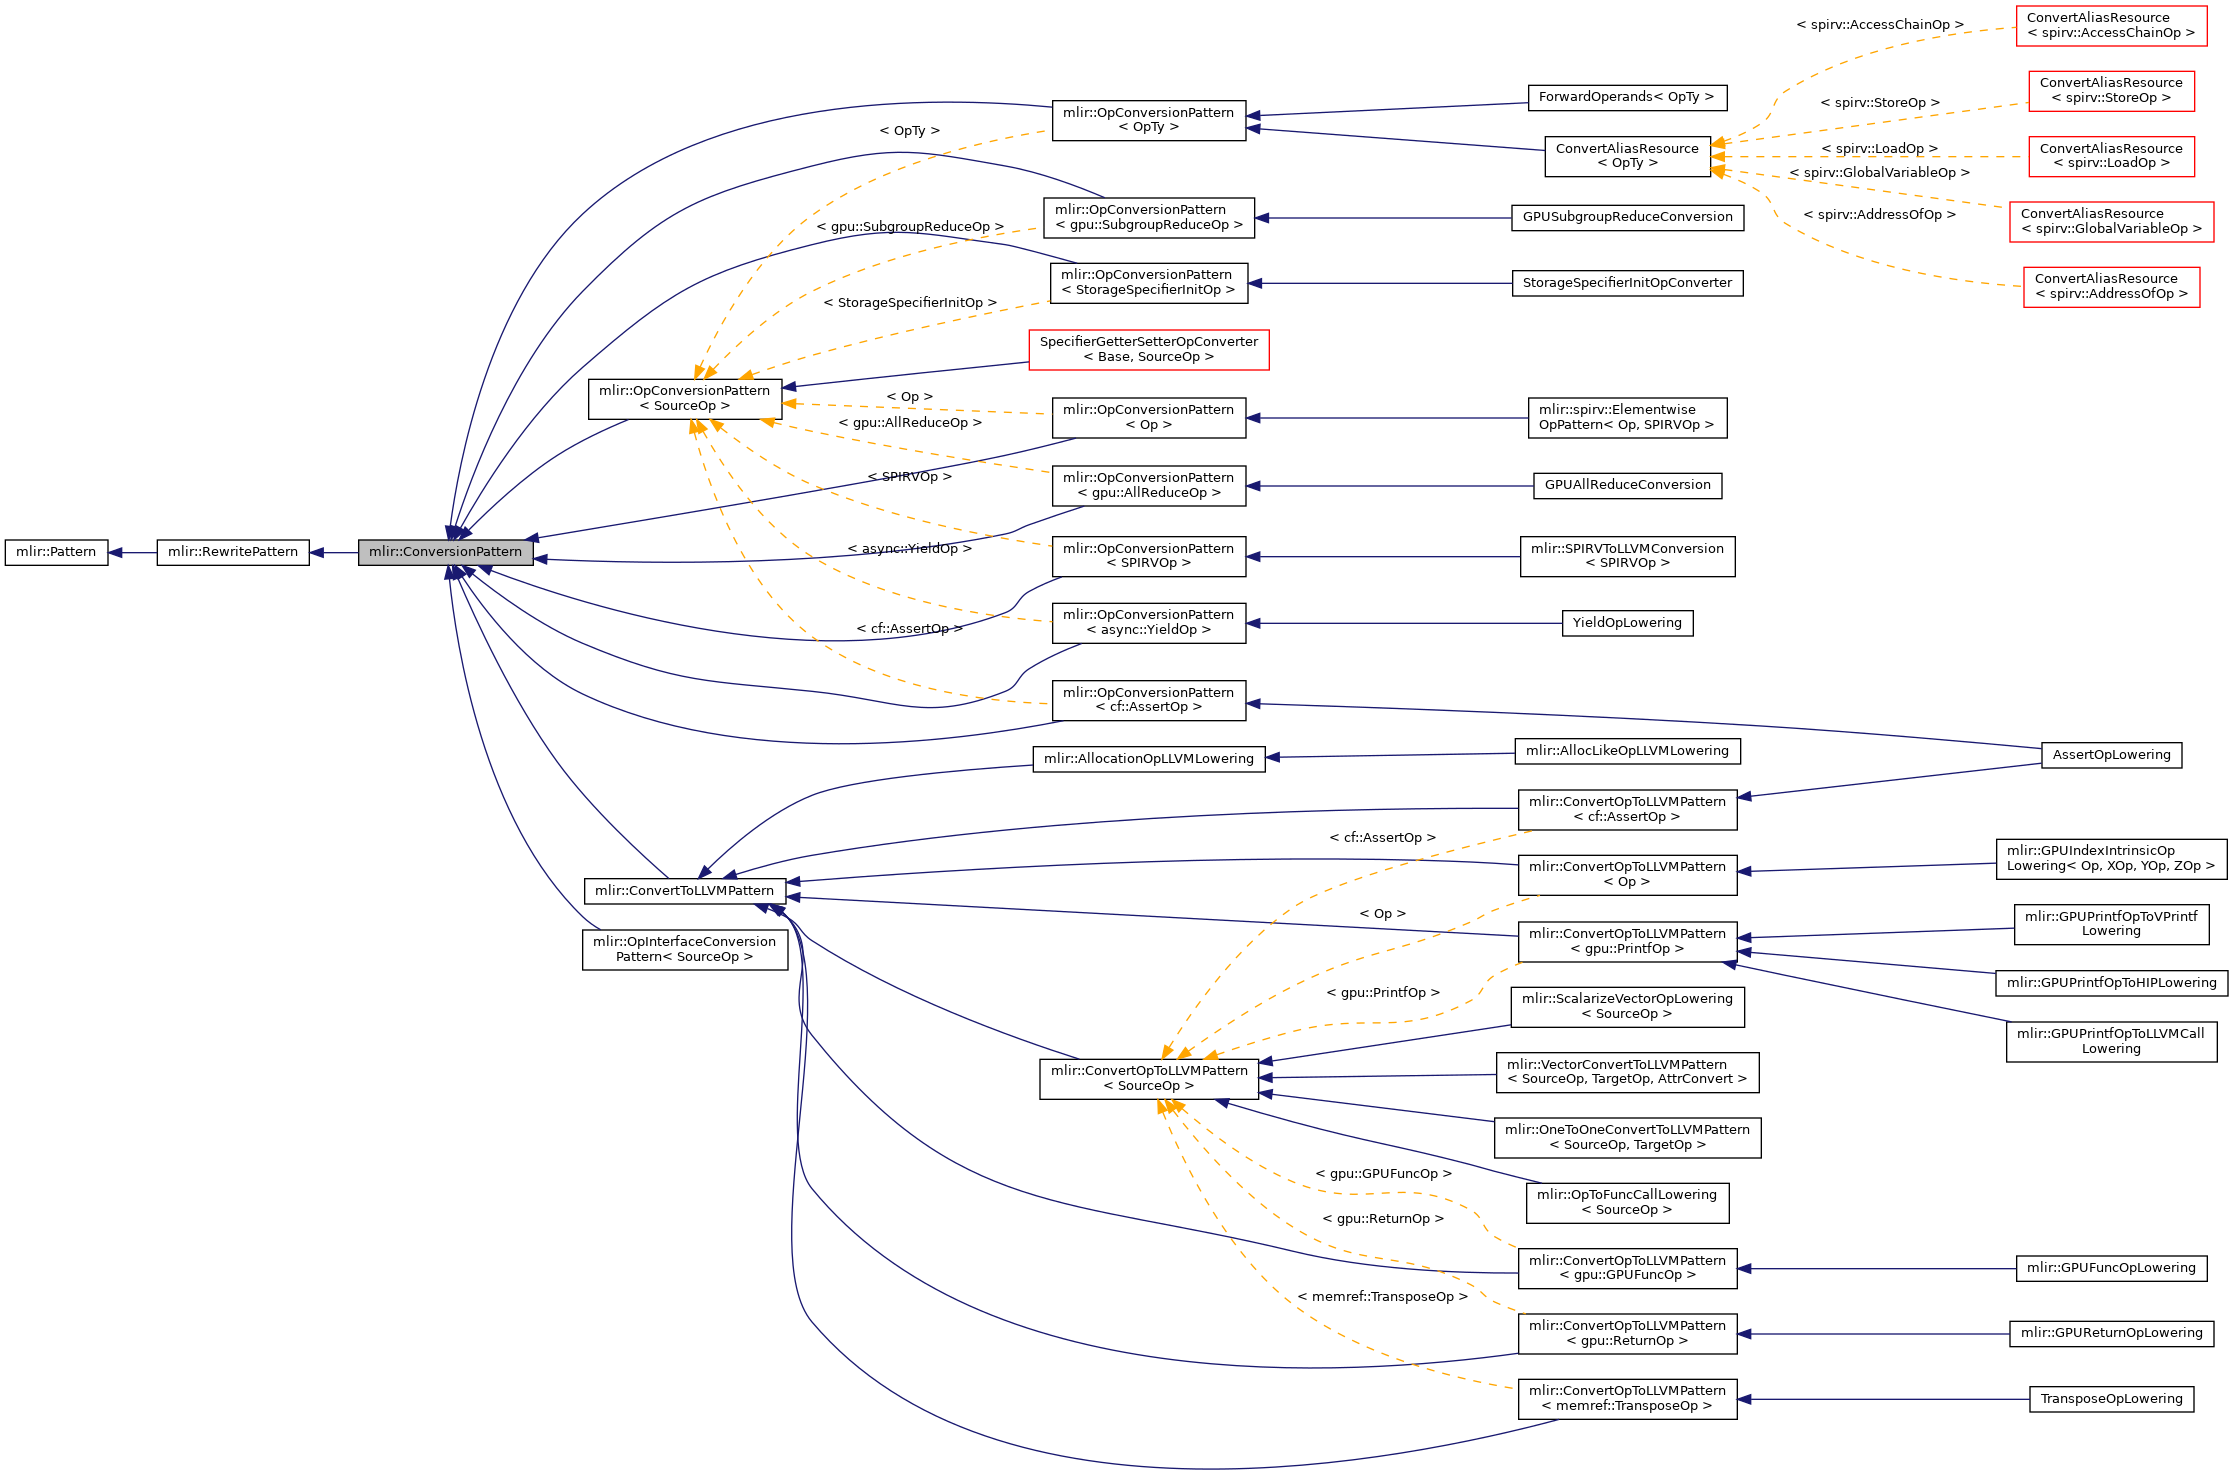 mlir::Pattern
mlir::RewritePattern
mlir::ConversionPattern
mlir::OpConversionPattern
< SourceOp >
mlir::ConvertToLLVMPattern
mlir::OpInterfaceConversion
Pattern< SourceOp >
< OpTy >
< gpu::SubgroupReduceOp >
< StorageSpecifierInitOp >
< Op >
< gpu::AllReduceOp >
< SPIRVOp >
< async::YieldOp >
< cf::AssertOp >
mlir::OpConversionPattern
< OpTy >
mlir::OpConversionPattern
< gpu::SubgroupReduceOp >
mlir::OpConversionPattern
< StorageSpecifierInitOp >
SpecifierGetterSetterOpConverter
< Base, SourceOp >
mlir::OpConversionPattern
< Op >
mlir::OpConversionPattern
< gpu::AllReduceOp >
mlir::OpConversionPattern
< SPIRVOp >
mlir::OpConversionPattern
< async::YieldOp >
mlir::OpConversionPattern
< cf::AssertOp >
mlir::AllocationOpLLVMLowering
mlir::ConvertOpToLLVMPattern
< SourceOp >
< cf::AssertOp >
< Op >
< gpu::PrintfOp >
< gpu::GPUFuncOp >
< gpu::ReturnOp >
< memref::TransposeOp >
ForwardOperands< OpTy >
ConvertAliasResource
< OpTy >
GPUSubgroupReduceConversion
StorageSpecifierInitOpConverter
mlir::spirv::Elementwise
OpPattern< Op, SPIRVOp >
GPUAllReduceConversion
mlir::SPIRVToLLVMConversion
< SPIRVOp >
YieldOpLowering
mlir::AllocLikeOpLLVMLowering
mlir::ConvertOpToLLVMPattern
< cf::AssertOp >
mlir::ConvertOpToLLVMPattern
< Op >
mlir::ConvertOpToLLVMPattern
< gpu::PrintfOp >
mlir::ScalarizeVectorOpLowering
< SourceOp >
mlir::VectorConvertToLLVMPattern
< SourceOp, TargetOp, AttrConvert >
mlir::OneToOneConvertToLLVMPattern
< SourceOp, TargetOp >
mlir::OpToFuncCallLowering
< SourceOp >
mlir::ConvertOpToLLVMPattern
< gpu::GPUFuncOp >
mlir::ConvertOpToLLVMPattern
< gpu::ReturnOp >
mlir::ConvertOpToLLVMPattern
< memref::TransposeOp >
< spirv::AccessChainOp >
< spirv::StoreOp >
< spirv::LoadOp >
< spirv::GlobalVariableOp >
< spirv::AddressOfOp >
ConvertAliasResource
< spirv::AccessChainOp >
ConvertAliasResource
< spirv::StoreOp >
ConvertAliasResource
< spirv::LoadOp >
ConvertAliasResource
< spirv::GlobalVariableOp >
ConvertAliasResource
< spirv::AddressOfOp >
AssertOpLowering
mlir::GPUIndexIntrinsicOp
Lowering< Op, XOp, YOp, ZOp >
mlir::GPUPrintfOpToVPrintf
Lowering
mlir::GPUPrintfOpToHIPLowering
mlir::GPUPrintfOpToLLVMCall
Lowering
mlir::GPUFuncOpLowering
mlir::GPUReturnOpLowering
TransposeOpLowering